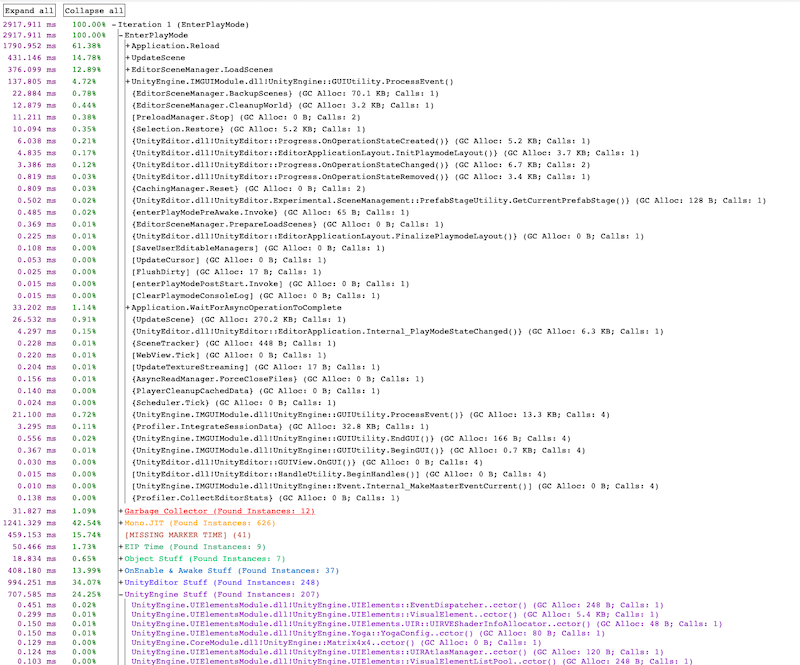 Expand all Collapse all
2917.911 ms 100.00% -Iteration 1 (EnterPlayMode)
2917.911 ms 100.00% -EnterPlayMode
1790.952 ms 61.38% +Application.Reload
431.146 ms 14.78% +UpdateScene
376.099 ms 12.89% +EditorSceneManager.LoadScenes
137.805 ms 4.72% +UnityEngine.IMGUIModule.dll!UnityEngine::GUIUtility.ProcessEvent()
22.884 ms 0.78% {EditorSceneManager.BackupScenes} (GC Alloc: 70.1 KB; Calls: 1)
12.879 ms 0.44% {EditorSceneManager.CleanupWorld} (GC Alloc: 3.2 KB; Calls: 1)
11.211 ms 0.38% [PreloadManager.Stop] (GC Alloc: 0 B; Calls: 2)
10.094 ms 0.35% {Selection.Restore} (GC Alloc: 5.2 KB; Calls: 1)
6.038 ms 0.21% {UnityEditor.dll!UnityEditor::Progress.OnOperationStateCreated()} (GC Alloc: 5.2 KB; Calls: 1)
4.835 ms 0.17% {UnityEditor.dll!UnityEditor::EditorApplicationLayout.InitPlaymodeLayout()} (GC Alloc: 3.7 KB; Calls: 1)
3.386 ms 0.12% {UnityEditor.dll!UnityEditor::Progress.OnOperationStateChanged()} (GC Alloc: 6.7 KB; Calls: 2)
0.819 ms 0.03% {UnityEditor.dll!UnityEditor::Progress.OnOperationStateRemoved()} (GC Alloc: 3.4 KB; Calls: 1)
0.809 ms 0.03% {CachingManager.Reset} (GC Alloc: 0 B; Calls: 2)
0.502 ms 0.02% {UnityEditor.dll!UnityEditor.Experimental.SceneManagement::PrefabStageUtility.GetCurrentPrefabStage()} (GC Alloc: 128 B; Calls: 1)
0.485 ms 0.02% {enterPlayModePreAwake.Invoke} (GC Alloc: 65 B; Calls: 1)
0.369 ms 0.01% {EditorSceneManager.PrepareLoadScenes} (GC Alloc: 0 B; Calls: 1)
0.225 ms 0.01% {UnityEditor.dll!UnityEditor::EditorApplicationLayout.FinalizePlaymodeLayout()} (GC Alloc: 0 B; Calls: 1)
0.108 ms 0.00% [SaveUserEditableManagers] (GC Alloc: 0 B; Calls: 1)
0.053 ms 0.00% [UpdateCursor] (GC Alloc: 0 B; Calls: 1)
0.025 ms 0.00% [FlushDirty] (GC Alloc: 17 B; Calls: 1)
0.015 ms 0.00% [enterPlayModePostStart.Invoke] (GC Alloc: 0 B; Calls: 1)
0.015 ms 0.00% [ClearPlaymodeConsoleLog] (GC Alloc: 0 B; Calls: 1)
33.202 ms 1.14% +Application.WaitForAsyncOperationToComplete
26.532 ms 0.91% {UpdateScene} (GC Alloc: 270.2 KB; Calls: 1)
4.297 ms 0.15% {UnityEditor.dll!UnityEditor::EditorApplication.Internal_PlayModeStateChanged()} (GC Alloc: 6.3 KB; Calls: 1)
0.228 ms 0.01% {SceneTracker} (GC Alloc: 448 B; Calls: 1)
0.220 ms 0.01% [WebView.Tick] (GC Alloc: 0 B; Calls: 1)
0.204 ms 0.01% [UpdateTextureStreaming] (GC Alloc: 17 B; Calls: 1)
0.156 ms 0.01% {AsyncReadManager.ForceCloseFiles} (GC Alloc: 0 B; Calls: 1)
0.140 ms 0.00% {PlayerCleanupCachedData} (GC Alloc: 0 B; Calls: 1)
0.024 ms 0.00% {Scheduler.Tick} (GC Alloc: 0 B; Calls: 1)
21.100 ms 0.72% {UnityEngine.IMGUIModule.dll!UnityEngine::GUIUtility.ProcessEvent()} (GC Alloc: 13.3 KB; Calls: 4)
3.295 ms 0.11% {Profiler.IntegrateSessionData} (GC Alloc: 32.8 KB; Calls: 1)
0.556 ms 0.02% {UnityEngine.IMGUIModule.dll!UnityEngine::GUIUtility.EndGUI()} (GC Alloc: 166 B; Calls: 4)
0.367 ms 0.01% {UnityEngine.IMGUIModule.dll!UnityEngine::GUIUtility.BeginGUI()} (GC Alloc: 0.7 KB; Calls: 4)
0.030 ms 0.00% {UnityEditor.dll!UnityEditor::GUIView.OnGUI()} (GC Alloc: 0 B; Calls: 4)
0.015 ms 0.00% [UnityEditor.dll!UnityEditor::HandleUtility.BeginHandles()] (GC Alloc: 0 B; Calls: 4)
0.010 ms 0.00% [UnityEngine.IMGUIModule.dll!UnityEngine::Event.Internal_MakeMasterEventCurrent()] (GC Alloc: 0 B; Calls: 4)
0.138 ms 0.00% {Profiler.CollectEditorStats} (GC Alloc: 0 B; Calls: 1)
31.827 ms 1.09% +Garbage Collector (Found Instances: 12)
1241.329 ms 42.54% +Mono.JIT (Found Instances: 626)
459.153 ms 15.74% [MISSING MARKER TIME] (41)
50.466 ms 1.73% +EIP Time (Found Instances: 9)
18.834 ms 0.65% +Object Stuff (Found Instances: 7)
408.180 ms 13.99% +OnEnable & Awake Stuff (Found Instances: 37)
994.251 ms 34.07% +UnityEditor Stuff (Found Instances: 248)
707.585 ms 24.25% -UnityEngine Stuff (Found Instances: 207)
0.451 ms 0.02% UnityEngine.UIElementsModule.dll!UnityEngine.UIElements::EventDispatcher..cctor() (GC Alloc: 248 B; Calls: 1)
0.299 ms 0.01% UnityEngine.UIElementsModule.dll!UnityEngine.UIElements::VisualElement..cctor() (GC Alloc: 5.4 KB; Calls: 1)
0.150 ms 0.01% UnityEngine.UIElementsModule.dll!UnityEngine.UIElements.UIR::UIRVEShaderInfoAllocator..cctor() (GC Alloc: 48 B; Calls: 1)
0.150 ms 0.01% UnityEngine.UIElementsModule.dll!UnityEngine.Yoga::YogaConfig..cctor() (GC Alloc: 80 B; Calls: 1)
0.129 ms 0.00% UnityEngine.CoreModule.dll!UnityEngine::Matrix4x4..cctor() (GC Alloc: 0 B; Calls: 1)
0.124 ms 0.00% UnityEngine.UIElementsModule.dll!UnityEngine.UIElements::UIRAtlasManager..cctor() (GC Alloc: 120 B; Calls: 1)
0.103 ms 0.00% UnityEngine.UIElementsModule.dll!UnityEngine.UIElements::VisualElementListPool..cctor() (GC Alloc: 248 B; Calls: 1)